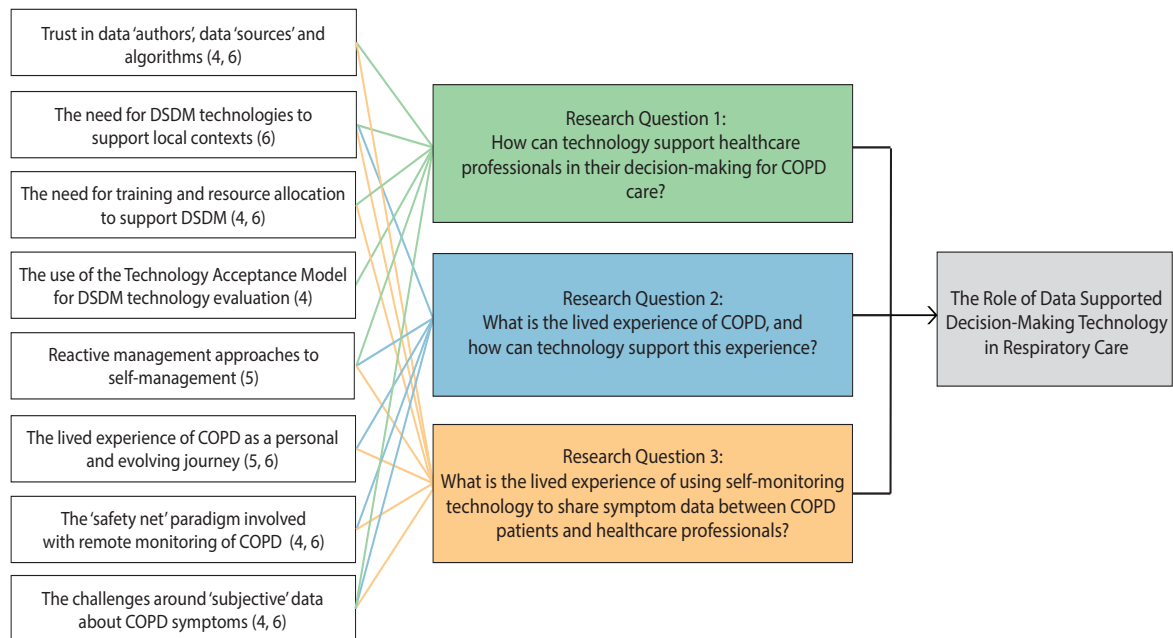 Trust in data ‘authors’, data ‘sources’ and
algorithms (4, 6)
The need for DSDM technologies to
support local contexts (6)
The need for training and resource allocation
to support DSDM (4, 6)
The use of the Technology Acceptance Model
for DSDM technology evaluation (4)
Reactive management approaches to
self-management (5)
The lived experience of COPD as a personal
and evolving journey (5, 6)
The ‘safety net’ paradigm involved
with remote monitoring of COPD (4, 6)
The challenges around ‘subjective’ data
about COPD symptoms (4, 6)
Research Question 1:
How can technology support healthcare
professionals in their decision-making for COPD
care?
Research Question 2:
What is the lived experience of COPD, and
how can technology support this experience?
Research Question 3:
What is the lived experience of using self-monitoring
technology to share symptom data between COPD
patients and healthcare professionals?
The Role of Data Supported
Decision-Making Technology
in Respiratory Care